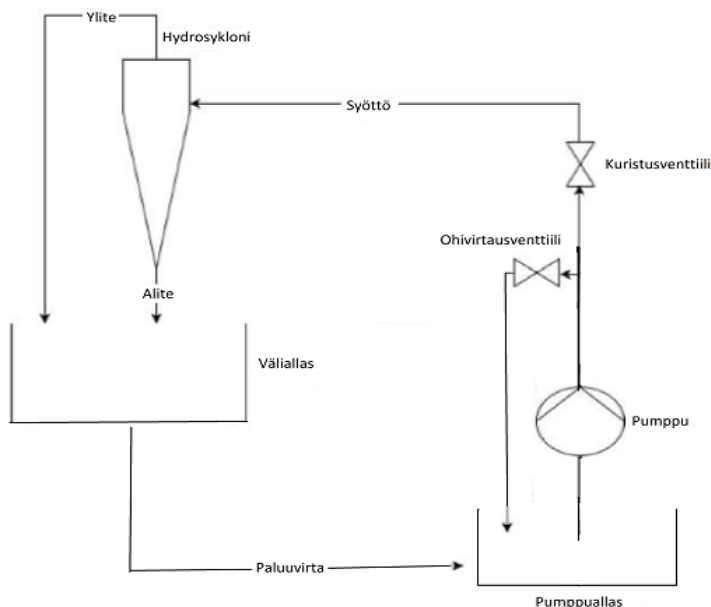 Ylite
Hydrosykloni
Syöttö
Kuristusventtiili
Ohivirtausventtiili
Alite
Väliallas
Pumppu
Paluuvirta
Pumppuallas